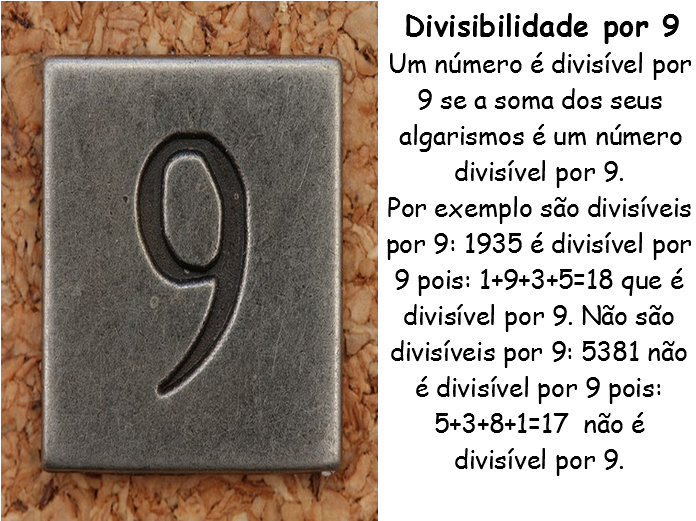 9
Divisibilidade por 9
Um número é divisível por
9 se a soma dos seus
algarismos é um número
divisível por 9.
Por exemplo são divisíveis
por 9: 1935 é divisível por
9 pois: 1+9+3+5=18 que é
divisível por 9. Não são
divisíveis por 9: 5381 não
é divisível por 9 pois:
5+3+8+1=17 não é
divisível por 9.